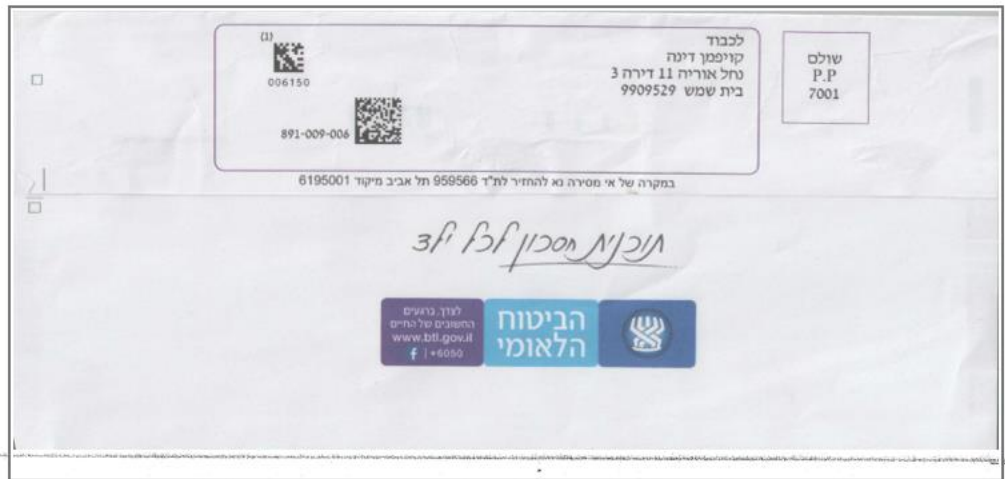 שולם
P.P
7001
לכבוד
קויפמן דינה
נחל אוריה 11 דירה 3
בית שמש 9909529
(1)
006150
891-009-006
במקרה של אי מסירה נא להחזיר לת"ד 959566 תל אביב מיקוד 6195001
תוכנית חסכון לכל ילד
הביטוח
הלאומי
לצדך, ברגעים
החשובים של החיים
www.btl.gov.il
f | *6050